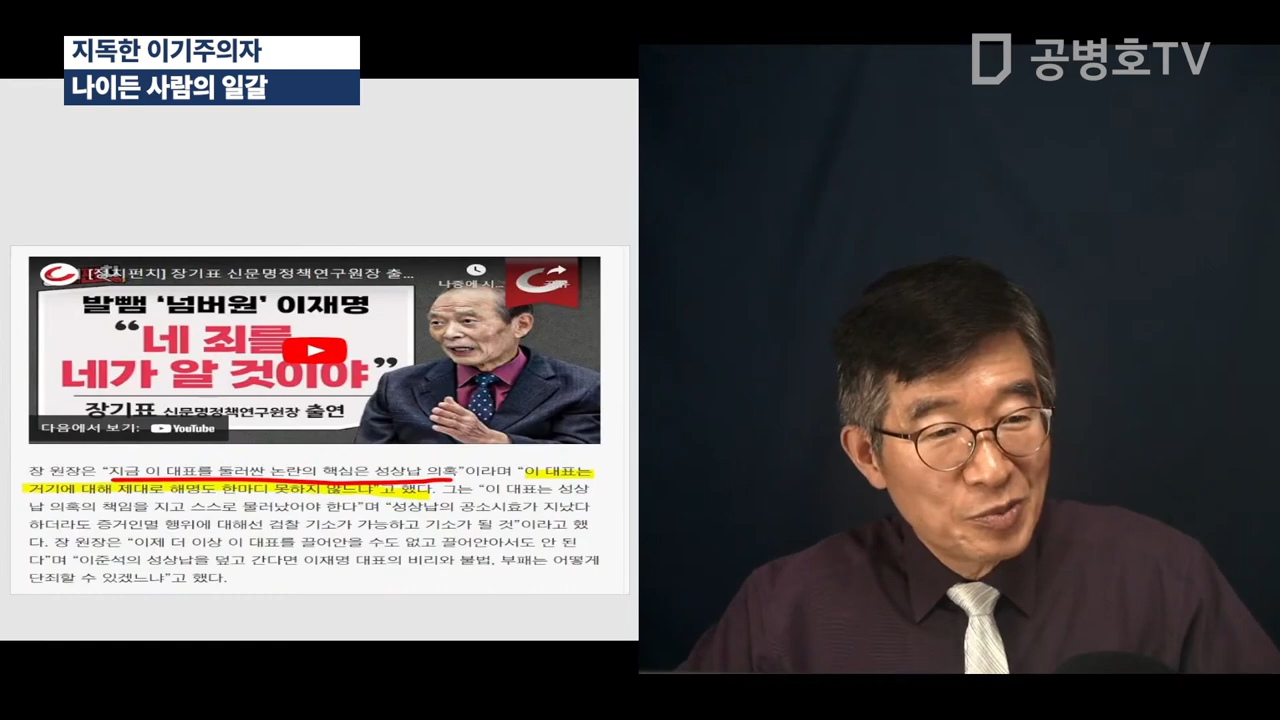 지독한 이기주의자
나이든 사람의 일갈
공병호TV
[정치펀치] 장기표 신문명정책연구원장 출...
나중에 시...
발뺌 ‘넘버원’ 이재명
“네 죄를
네가 알 것이야”
장기표 신문명정책연구원장 출연
다음에서 보기: YouTube
장 원장은 “지금 이 대표를 둘러싼 논란의 핵심은 성상납 의혹”이라며 “이 대표는
거기에 대해 제대로 해명도 한마디 못하지 않느냐”고 했다. 그는 “이 대표는 성상
납 의혹의 책임을 지고 스스로 물러났어야 한다”며 “성상납의 공소시효가 지났다
하더라도 증거인멸 행위에 대해선 검찰 기소가 가능하고 기소가 될 것”이라고 했
다. 장 원장은 “이제 더 이상 이 대표를 끌어안을 수도 없고 끌어안아서도 안 된
다”며 “이준석의 성상납을 덮고 간다면 이재명 대표의 비리와 불법, 부패는 어떻게
단죄할 수 있겠느냐”고 했다.